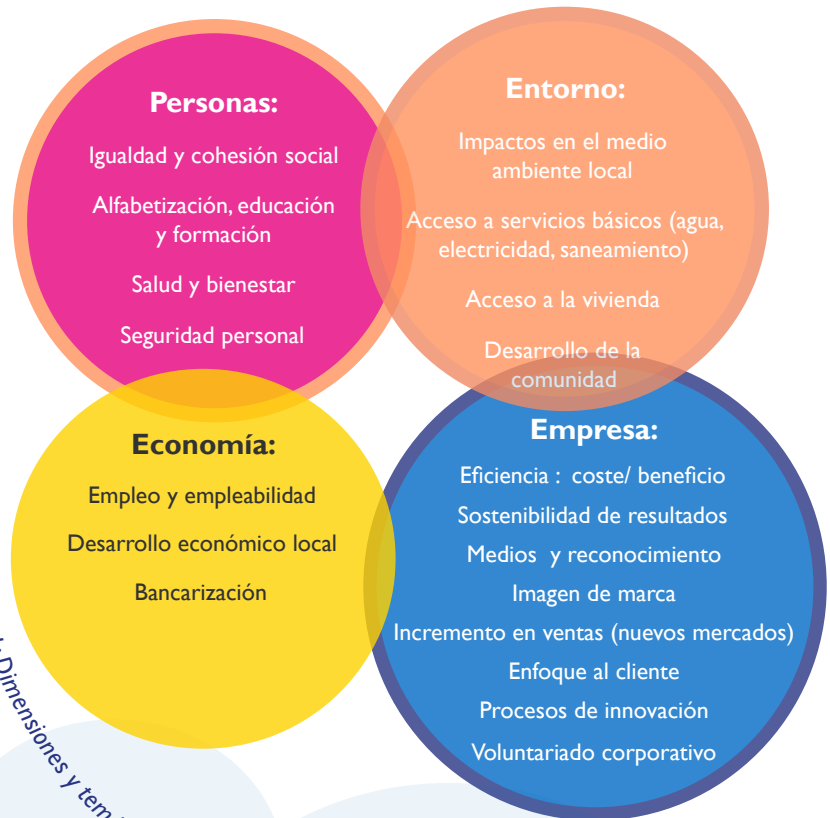 Personas:
Igualdad y cohesión social
Alfabetización, educación
y formación
Salud y bienestar
Seguridad personal
Entorno:
Impactos en el medio
ambiente local
Acceso a servicios básicos (agua,
electricidad, saneamiento)
Acceso a la vivienda
Desarrollo de la
comunidad
Economía:
Empleo y empleabilidad
Desarrollo económico local
Bancarización
Empresa:
Eficiencia : coste/ beneficio
Sostenibilidad de resultados
Medios y reconocimiento
Imagen de marca
Incremento en ventas (nuevos mercados)
Enfoque al cliente
Procesos de innovación
Voluntariado corporativo
Dimensiones y